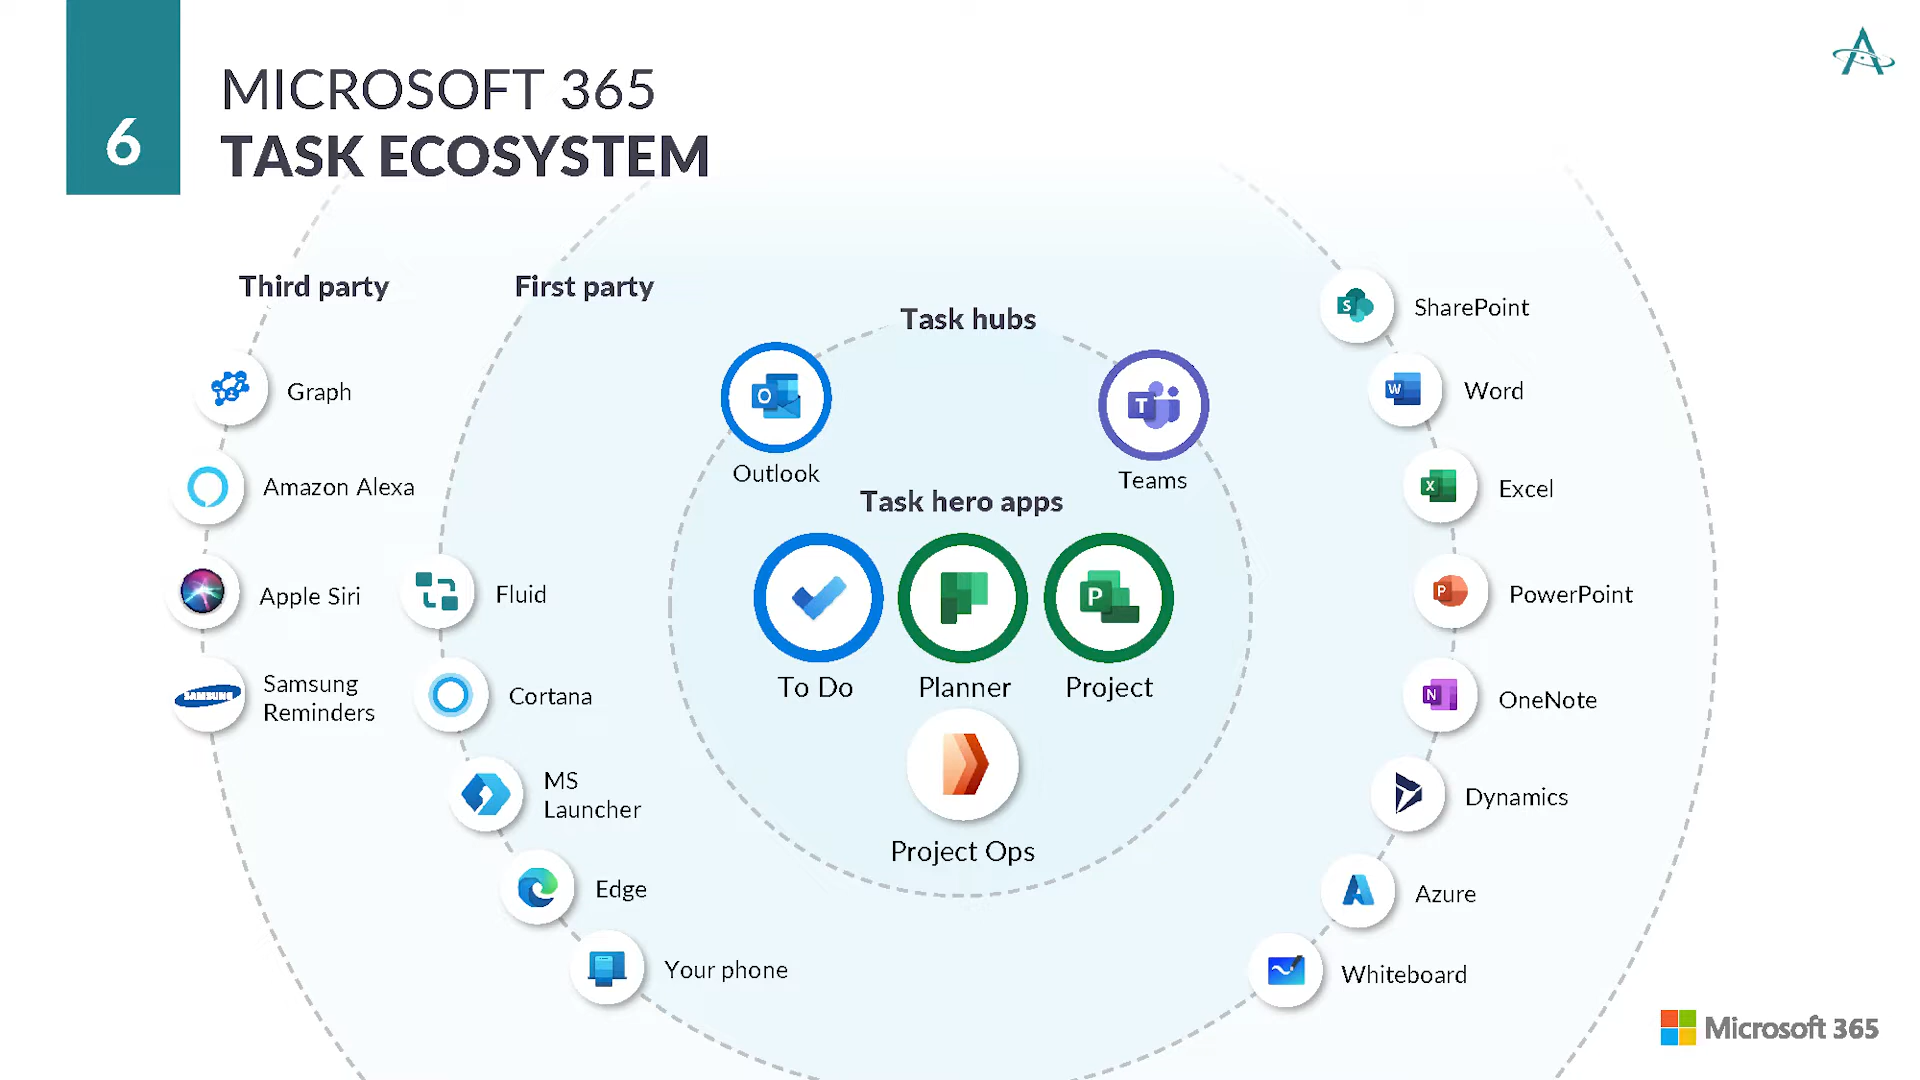 6
MICROSOFT 365
TASK ECOSYSTEM
Third party
First party
Task hubs
Graph
Amazon Alexa
Apple Siri
SAMSUNG
Samsung
Reminders
Fluid
Cortana
MS
Launcher
Edge
Your phone
O
Outlook
T
Teams
Task hero apps
To Do
Planner
P
Project
Project Ops
S
SharePoint
W
Word
X
Excel
P
PowerPoint
N
OneNote
Dynamics
Azure
Whiteboard
Microsoft 365